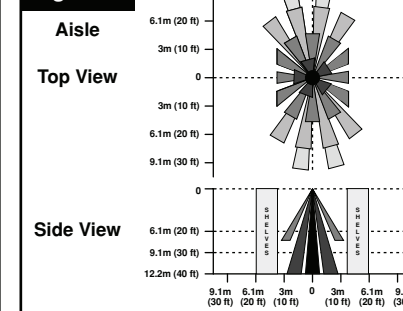 Aisle
Top View
6.1m (20 ft)
3m (10 ft)
0
3m (10 ft)
6.1m (20 ft)
9.1m (30 ft)
Side View
0
6.1m (20 ft)
9.1m (30 ft)
12.2m (40 ft)
SHELVES
SHELVES
9.1m 6.1m 3m 0 3m 6.1m
(30 ft) (20 ft) (10 ft) (10 ft) (20 ft)